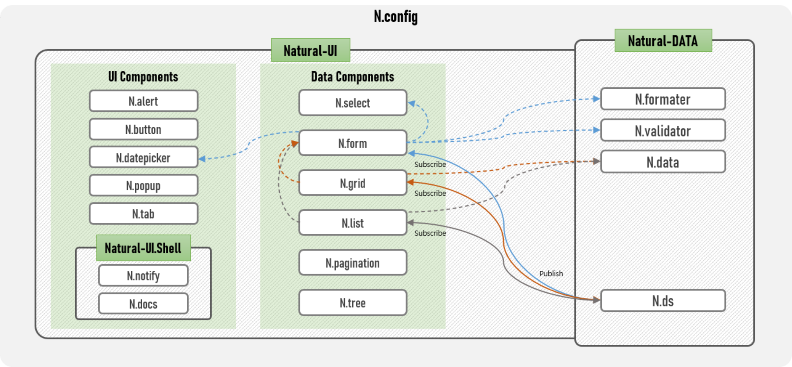 N.config
Natural-UI
Natural-DATA
UI Components
N.alert
N.button
N.datepicker
N.popup
N.tab
Natural-UI.Shell
N.notify
N.docs
Data Components
N.select
N.form
N.grid
N.list
N.pagination
N.tree
Subscribe
Subscribe
Subscribe
Publish
N.formater
N.validator
N.data
N.ds